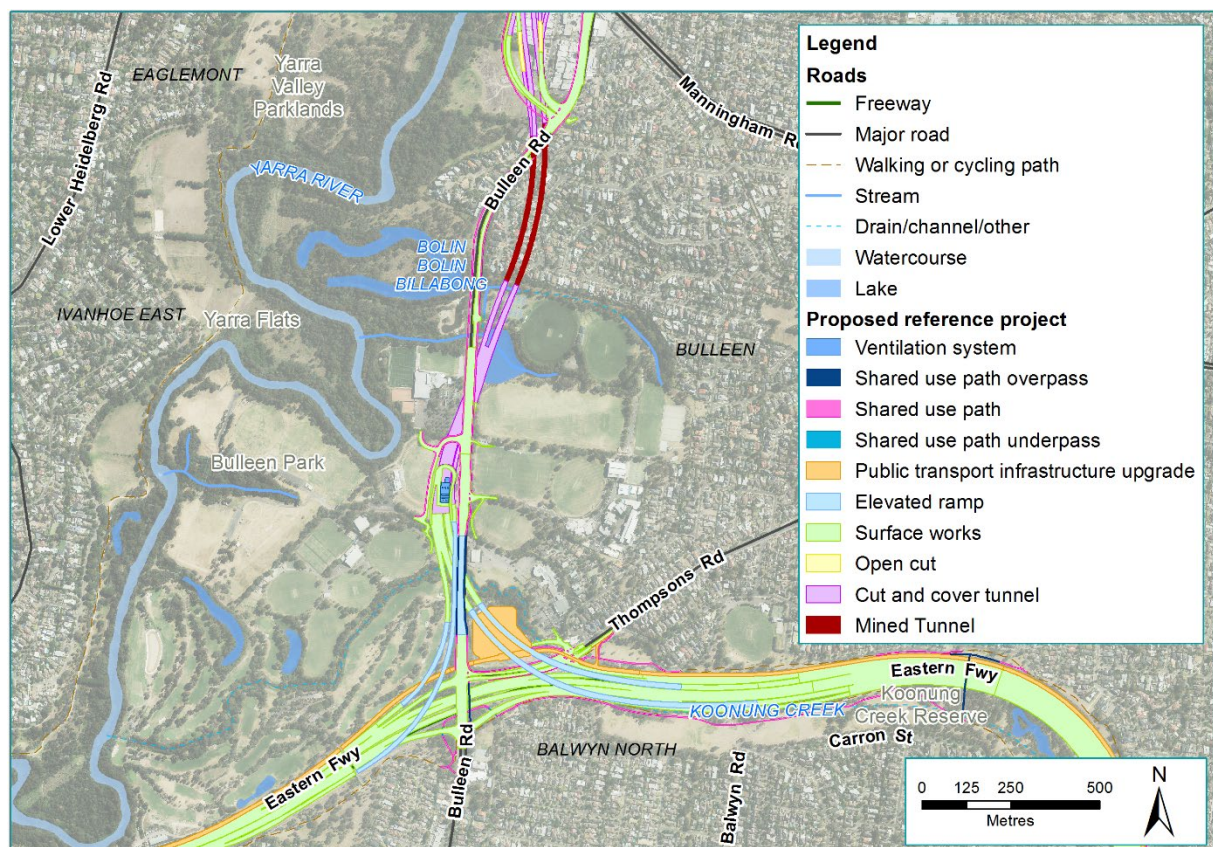 EAGLEMONT
Yarra
Valley
Parklands
Lower Heidelberg Rd
YARRA RIVER
Bulleen Rd
Manningham Rd
BOLIN
BOLIN
BILLABONG
IVANHOE EAST
Yarra Flats
BULLEEN
Bulleen Park
Thompsons Rd
Eastern Fwy
Koonung
Creek Reserve
KOONUNG CREEK
Carron St
BALWYN NORTH
Bulleen Rd
Balwyn Rd
Eastern Fwy
Legend
Roads
Freeway
Major road
Walking or cycling path
Stream
Drain/channel/other
Watercourse
Lake
Proposed reference project
Ventilation system
Shared use path overpass
Shared use path
Shared use path underpass
Public transport infrastructure upgrade
Elevated ramp
Surface works
Open cut
Cut and cover tunnel
Mined Tunnel
0 125 250 500
Metres
N